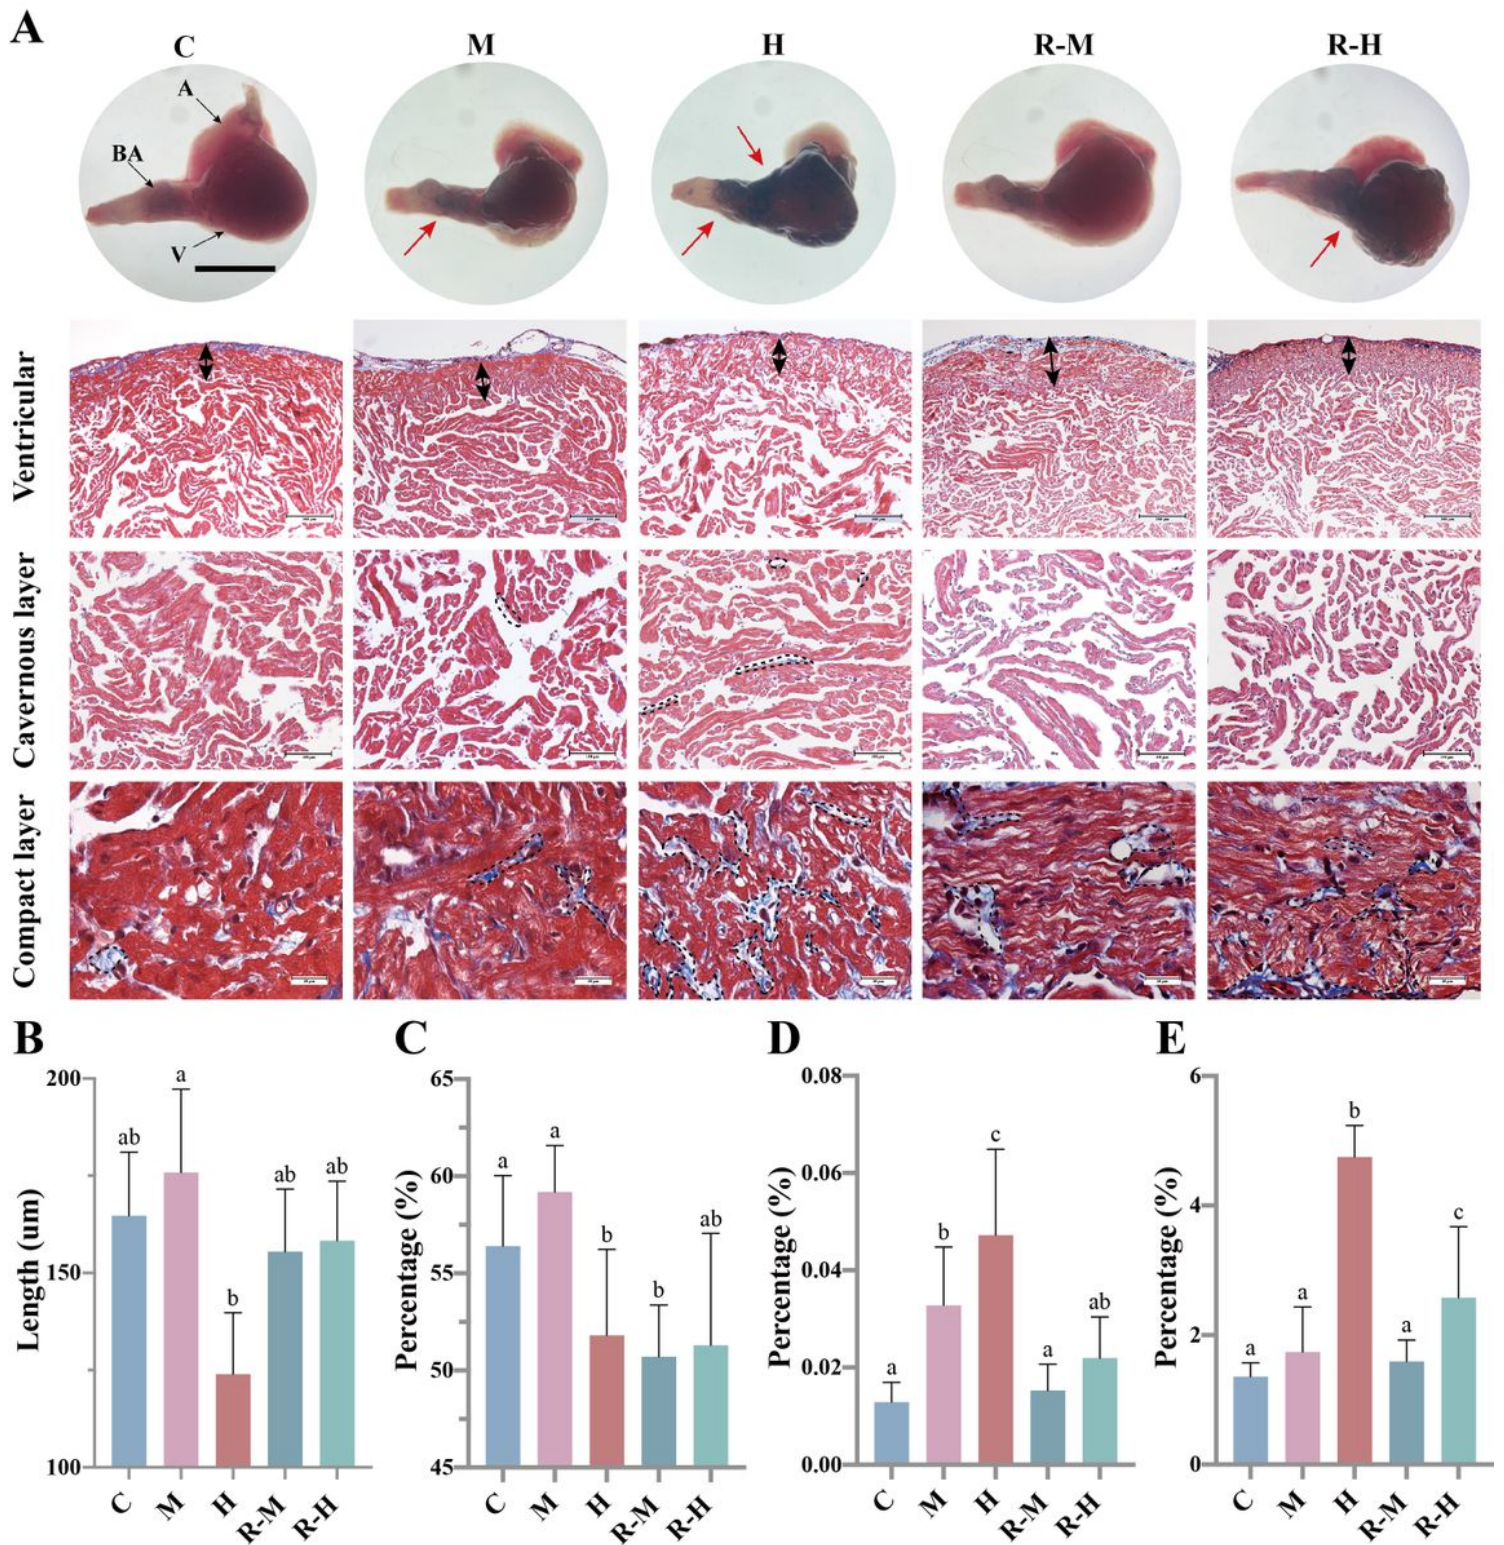 A
C M H R-M R-H
A
BA
V
Ventricular
Cavernous layer
Compact layer
B
Length (um)
200
150
100
ab a b ab ab
C M H R-M R-H
C
Percentage (%)
65
60
55
50
45
a a b b ab
C M H R-M R-H
D
Percentage (%)
0.08
0.06
0.04
0.02
0.00
a b c a ab
C M H R-M R-H
E
Percentage (%)
6
4
2
0
a a b a c
C M H R-M R-H